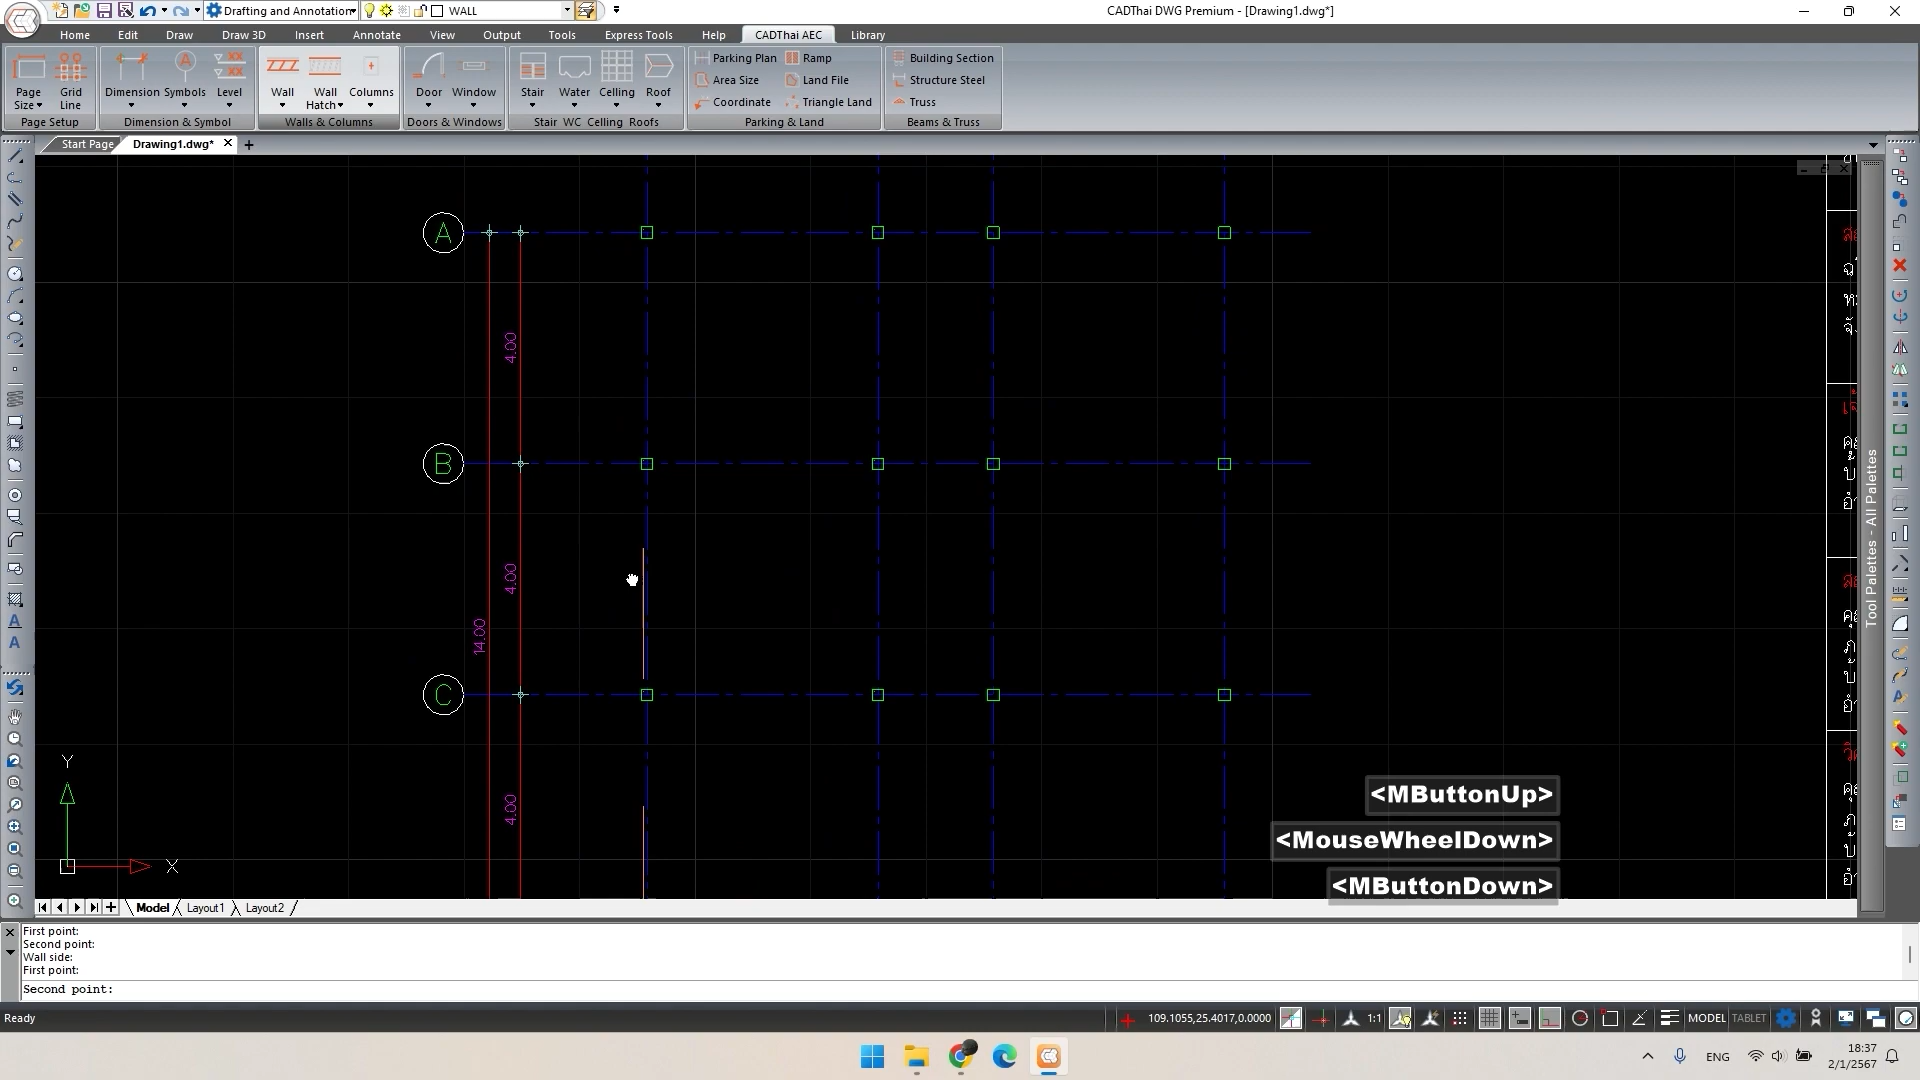 Drafting and Annotation
WALL
CADThai DWG Premium - [Drawing1.dwg*]
Home
Edit
Draw
Draw 3D
Insert
Annotate
View
Output
Tools
Express Tools
Help
CADThai AEC
Library
Page
Size
Grid
Line
Page Setup
Dimension
Symbols
Level
Dimension & Symbol
Wall
Wall
Hatch
Columns
Walls & Columns
Door
Window
Doors & Windows
Stair
Water
Celling
Roof
Stair WC Celling Roofs
Parking Plan
Ramp
Area Size
Land File
Coordinate
Triangle Land
Parking & Land
Building Section
Structure Steel
Truss
Beams & Truss
Start Page
Drawing1.dwg*
A
4.00
B
4.00
14.00
C
4.00
Y
X
Tool Palettes - All Palettes
<MButtonUp>
<MouseWheelDown>
<MButtonDown>
Model
Layout1
Layout2
First point:
Second point:
Wall side:
First point:
Second point:
Ready
109.1055,25.4017,0.0000
1:1
MODEL
TABLET
ENG
18:37
2/1/2567